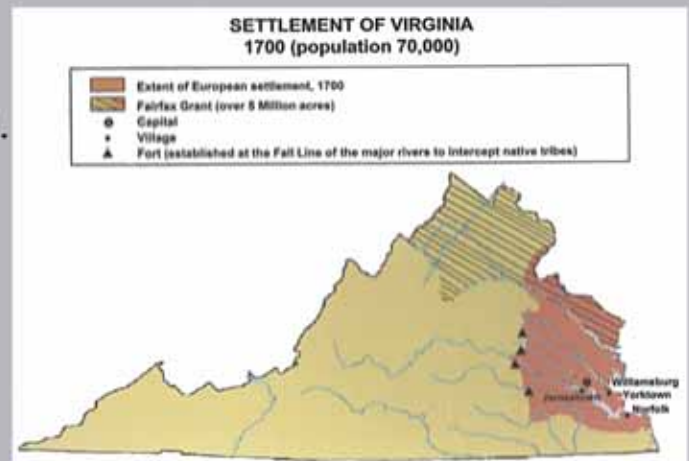 SETTLEMENT OF VIRGINIA
1700 (population 70,000)
Extent of European settlement, 1700
Fairfax Grant (over 5 Million acres)
Capital
Village
Fort (established at the Fall Line of the major rivers to intercept native tribes)
Williamsburg
Jamestown
Yorktown
Norfolk